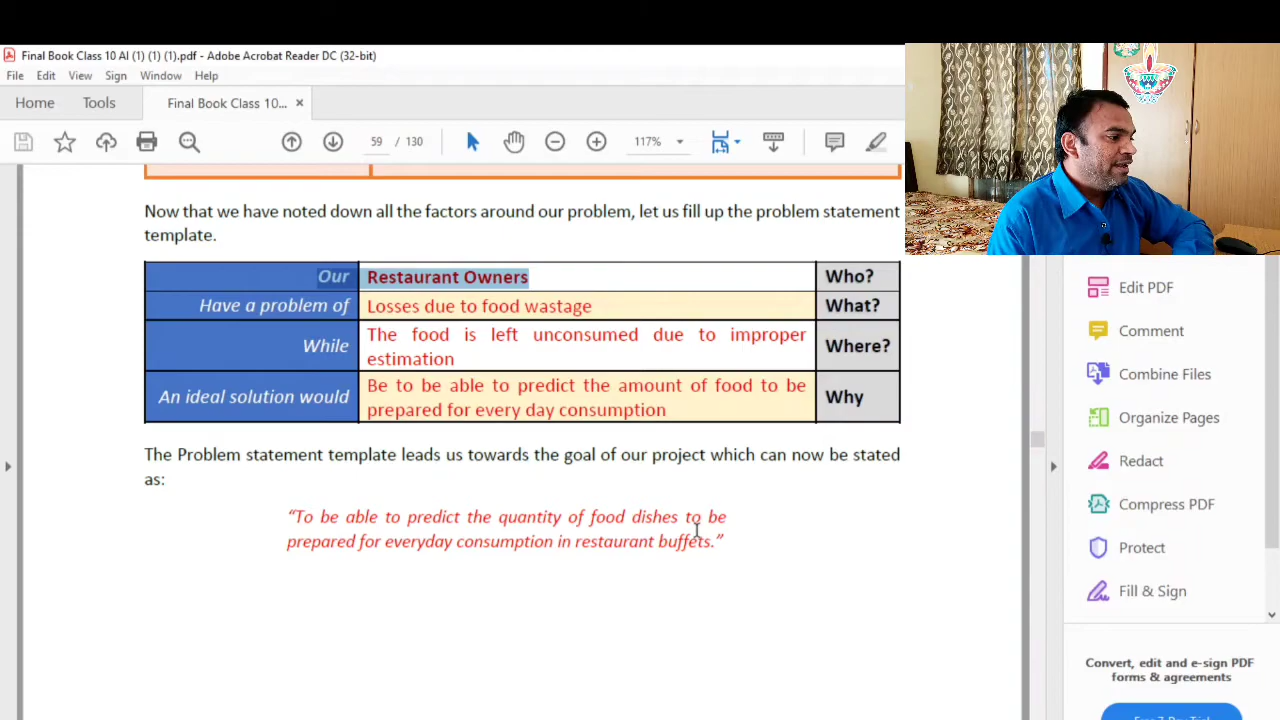 Final Book Class 10 AI (1) (1) (1).pdf - Adobe Acrobat Reader DC (32-bit)
File Edit View Sign Window Help
Home Tools Final Book Class 10... ×
59 / 130 117%
Now that we have noted down all the factors around our problem, let us fill up the problem statement
template.
Our Restaurant Owners Who?
Have a problem of Losses due to food wastage What?
While The food is left unconsumed due to improper
estimation Where?
An ideal solution would Be to be able to predict the amount of food to be
prepared for every day consumption Why
The Problem statement template leads us towards the goal of our project which can now be stated
as:
“To be able to predict the quantity of food dishes to be
prepared for everyday consumption in restaurant buffets.”
Edit PDF
Comment
Combine Files
Organize Pages
Redact
Compress PDF
Protect
Fill & Sign
Convert, edit and e-sign PDF
forms & agreements